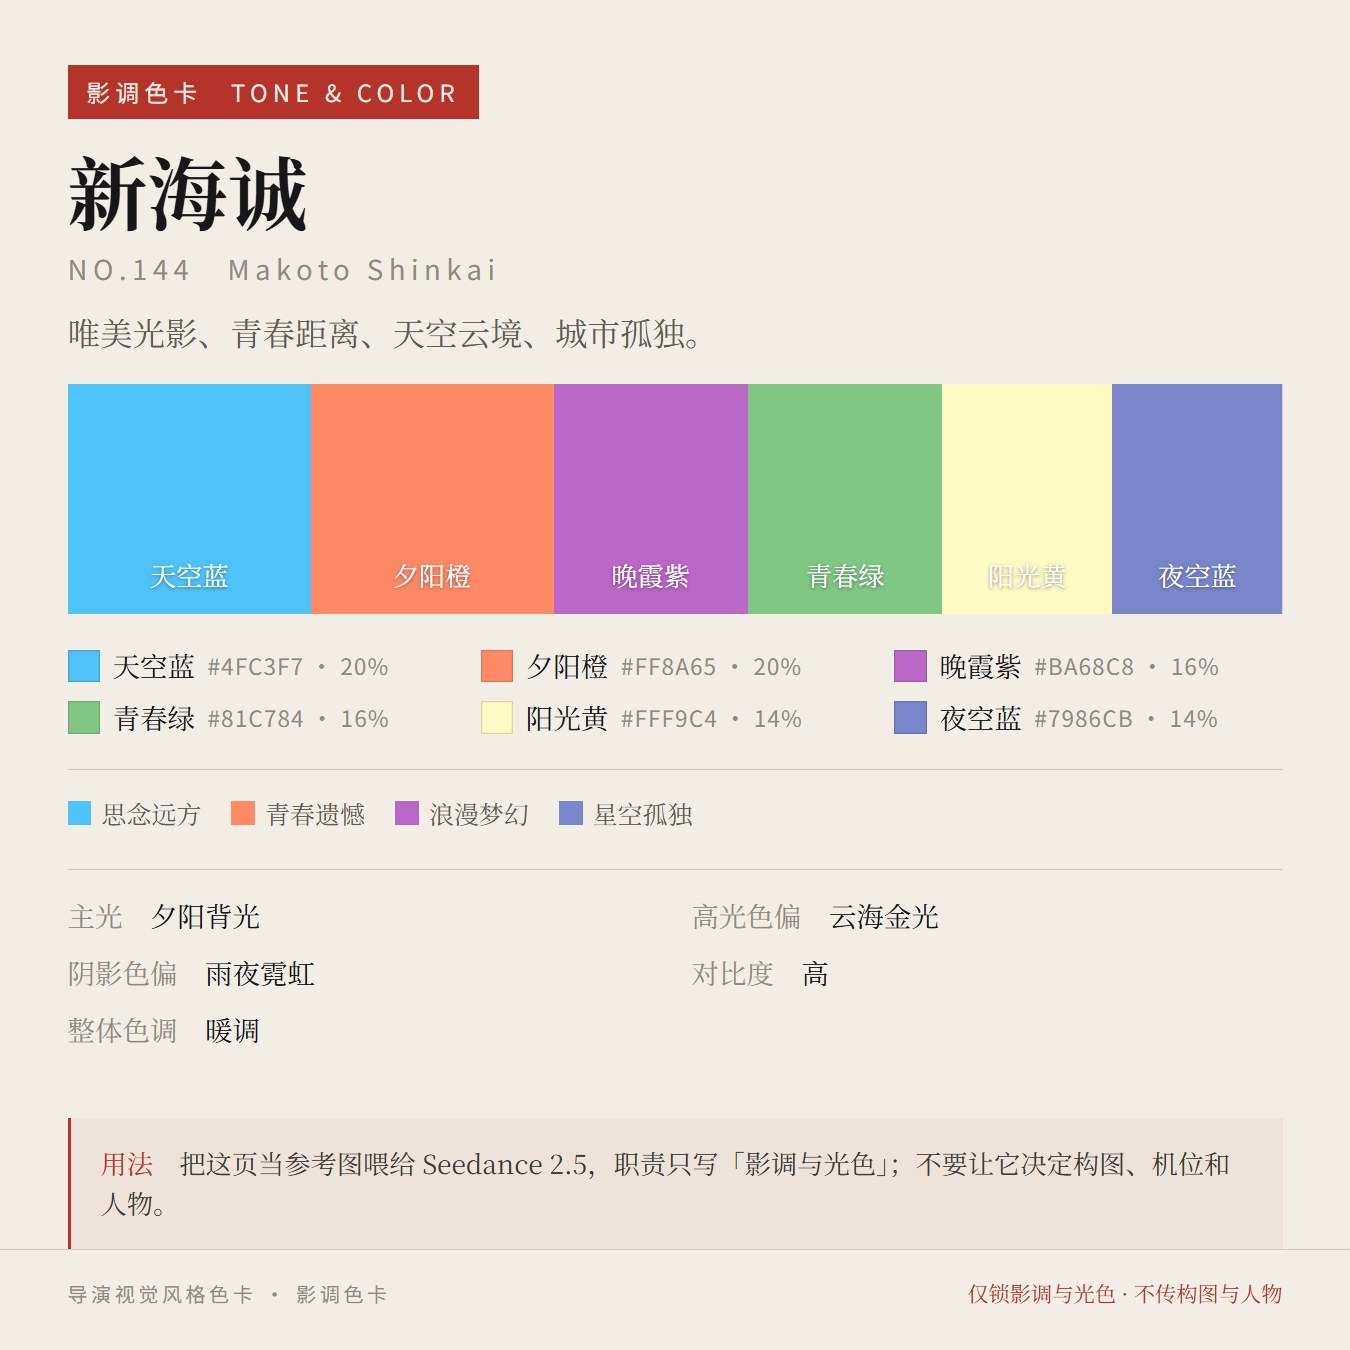 影调色卡 TONE & COLOR
新海诚
NO.144 Makoto Shinkai
唯美光影、青春距离、天空云境、城市孤独。
天空蓝 夕阳橙 晚霞紫 青春绿 阳光黄 夜空蓝
天空蓝 #4FC3F7 • 20% 夕阳橙 #FF8A65 • 20% 晚霞紫 #BA68C8 • 16%
青春绿 #81C784 • 16% 阳光黄 #FFF9C4 • 14% 夜空蓝 #7986CB • 14%
思念远方 青春遗憾 浪漫梦幻 星空孤独
主光 夕阳背光 高光色偏 云海金光
阴影色偏 雨夜霓虹 对比度 高
整体色调 暖调
用法 把这页当参考图喂给 Seedance 2.5，职责只写「影调与光色」；不要让它决定构图、机位和
人物。
导演视觉风格色卡 • 影调色卡 仅锁影调与光色 · 不传构图与人物